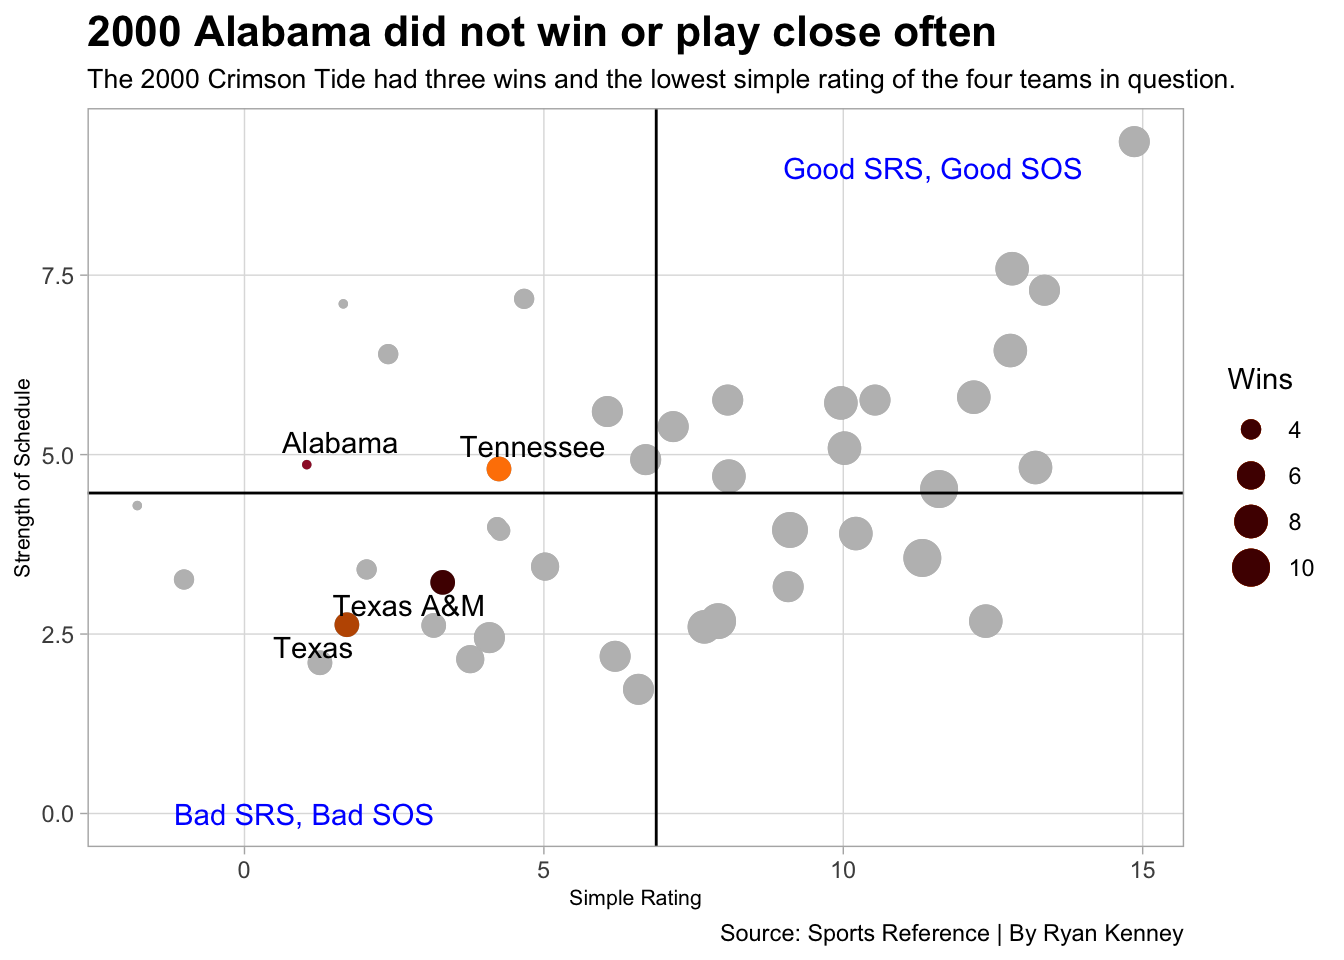 2000 Alabama did not win or play close often
The 2000 Crimson Tide had three wins and the lowest simple rating of the four teams in question.
Good SRS, Good SOS
7.5
Alabama
Tennessee
5.0
Texas A&M
2.5
Texas
Bad SRS, Bad SOS
0.0
Strength of Schedule
0
5
10
15
Simple Rating
Wins
4
6
8
10
Source: Sports Reference | By Ryan Kenney